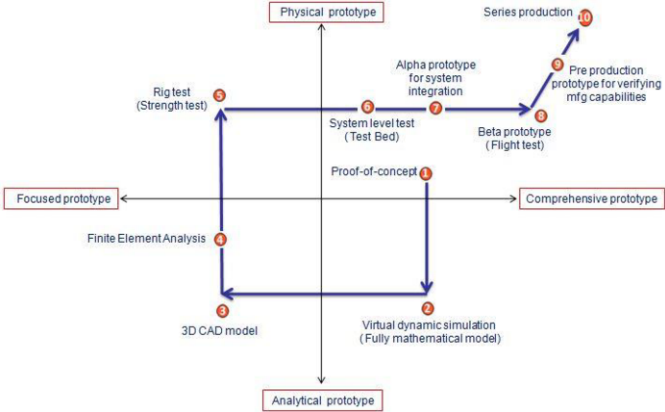 Physical prototype
Series production
10
9
Alpha prototype
for system
integration
Pre production
prototype for verifying
mfg capabilities
Rig test
(Strength test)
5
6
7
8
System level test
(Test Bed)
Beta prototype
(Flight test)
Proof-of-concept
1
Focused prototype
Comprehensive prototype
Finite Element Analysis
4
3
2
3D CAD model
Virtual dynamic simulation
(Fully mathematical model)
Analytical prototype